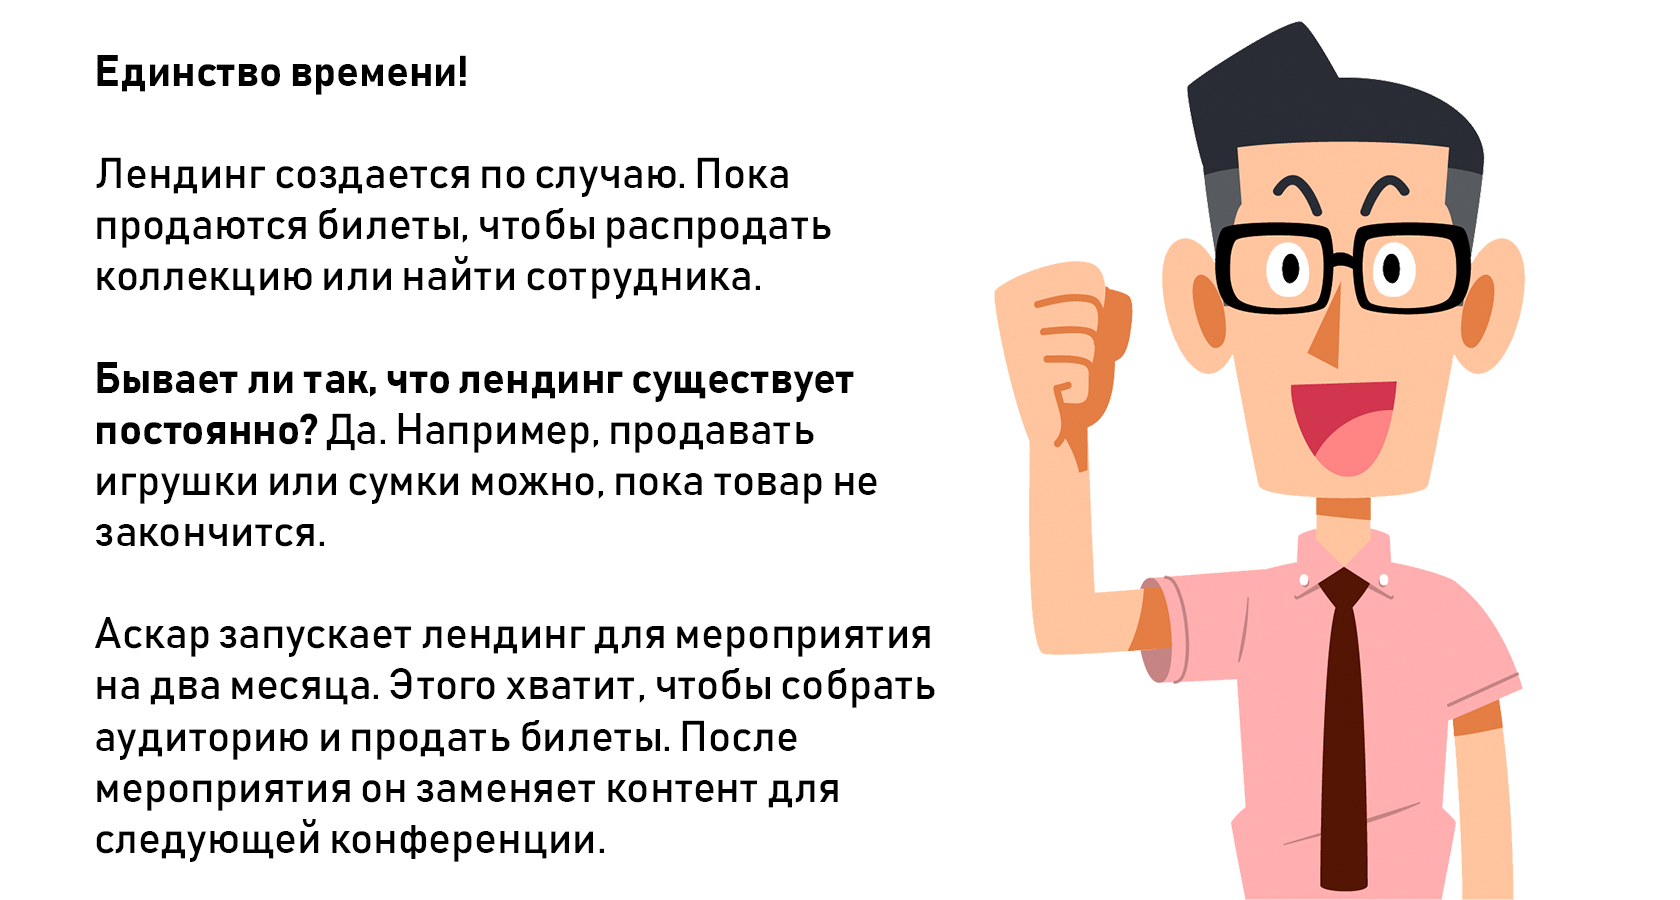 Единство времени!
Лендинг создается по случаю. Пока
продаются билеты, чтобы распродать
коллекцию или найти сотрудника.
Бывает ли так, что лендинг существует
постоянно? Да. Например, продавать
игрушки или сумки можно, пока товар не
закончится.
Аскар запускает лендинг для мероприятия
на два месяца. Этого хватит, чтобы собрать
аудиторию и продать билеты. После
мероприятия он заменяет контент для
следующей конференции.